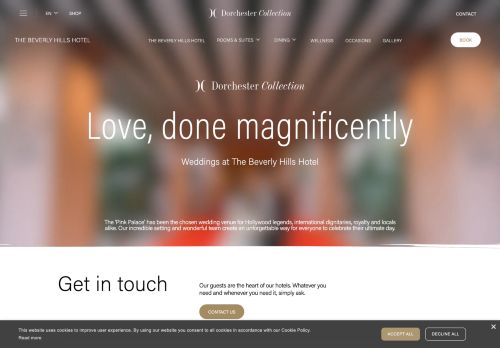 EN
SHOP
Dorchester Collection
CONTACT
THE BEVERLY HILLS HOTEL
THE BEVERLY HILLS HOTEL
ROOMS & SUITES
DINING
WELLNESS
OCCASIONS
GALLERY
BOOK
Dorchester Collection
Love, done magnificently
Weddings at The Beverly Hills Hotel
The 'Pink Palace' has been the chosen wedding venue for Hollywood legends, international dignitaries, royalty and locals
alike. Our incredible setting and wonderful team create an unforgettable way for everyone to celebrate their ultimate day.
Get in touch
Our guests are the heart of our hotels. Whatever you
need and whenever you need it, simply ask.
CONTACT US
This website uses cookies to improve user experience. By using our website you consent to all cookies in accordance with our Cookie Policy.
Read more
ACCEPT ALL
DECLINE ALL